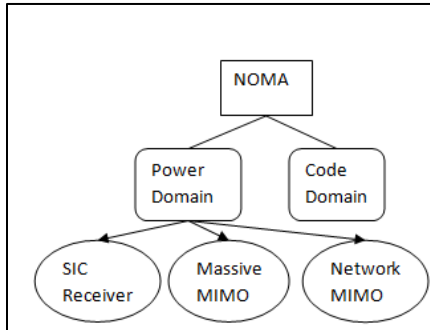 NOMA
Power
Domain
Code
Domain
SIC
Receiver
Massive
MIMO
Network
MIMO